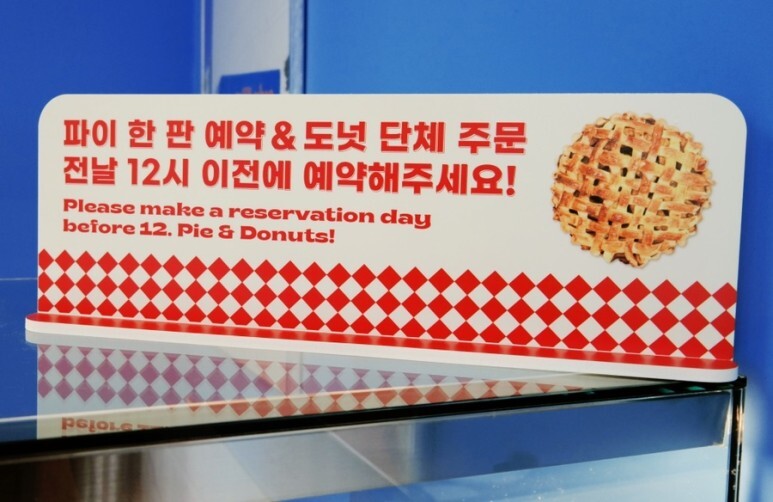 파이 한 판 예약 & 도넛 단체 주문
전날 12시 이전에 예약해주세요!
Please make a reservation day
before 12. Pie & Donuts!